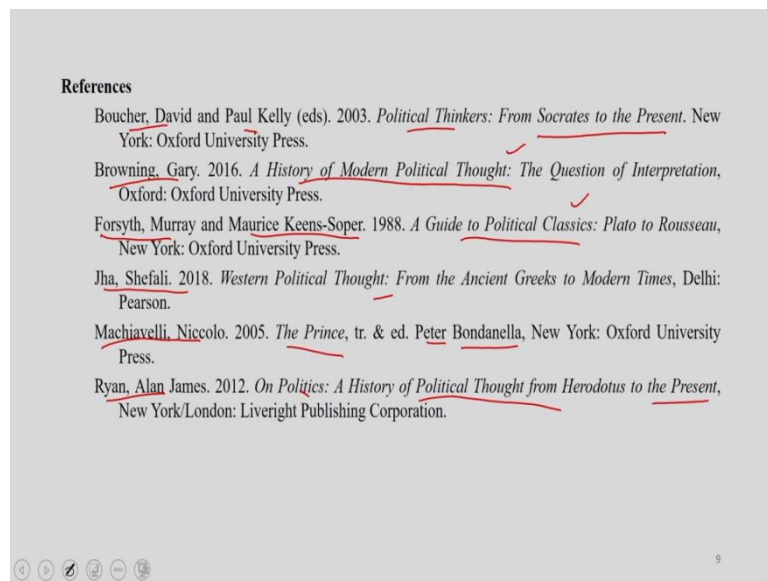 References
Boucher, David and Paul Kelly (eds). 2003. Political Thinkers: From Socrates to the Present. New
York: Oxford University Press.
Browning, Gary. 2016. A History of Modern Political Thought: The Question of Interpretation,
Oxford: Oxford University Press.
Forsyth, Murray and Maurice Keens-Soper. 1988. A Guide to Political Classics: Plato to Rousseau,
New York: Oxford University Press.
Jha, Shefali. 2018. Western Political Thought: From the Ancient Greeks to Modern Times, Delhi:
Pearson.
Machiavelli, Niccolo. 2005. The Prince, tr. & ed. Peter Bondanella, New York: Oxford University
Press.
Ryan, Alan James. 2012. On Politics: A History of Political Thought from Herodotus to the Present,
New York/London: Liveright Publishing Corporation.
9